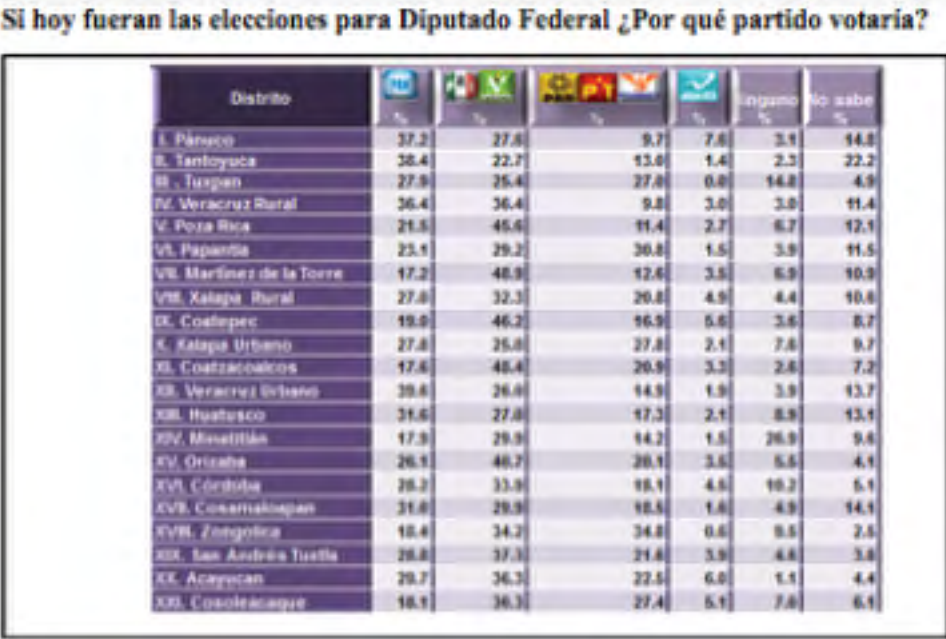 Si hoy fueran las elecciones para Diputado Federal ¿Por qué partido votaría?
Distrito PAN PRI PRD PT Ninguno No sabe
% % % % % %
I. Pánuco 37.2 27.6 9.7 7.6 3.1 14.8
II. Tantoyuca 38.4 22.7 13.0 1.4 2.3 22.2
III . Tuxpan 27.9 25.4 27.0 0.0 14.8 4.9
IV. Veracruz Rural 36.4 36.4 9.8 3.0 3.0 11.4
V. Poza Rica 21.5 45.6 11.4 2.7 6.7 12.1
VI. Papantla 23.1 29.2 30.8 1.5 3.9 11.5
VII. Martínez de la Torre 17.2 48.9 12.6 3.5 6.9 10.9
VIII. Xalapa Rural 27.0 32.3 20.8 4.9 4.4 10.6
IX. Coatepec 19.0 46.2 16.9 5.6 3.6 8.7
X. Xalapa Urbano 27.8 25.0 27.8 2.1 7.6 9.7
XI. Coatzacoalcos 17.6 48.4 20.9 3.3 2.6 7.2
XII. Veracruz Urbano 39.6 26.0 14.9 1.9 3.9 13.7
XIII. Huatusco 31.6 27.0 17.3 2.1 8.9 13.1
XIV. Minatitlán 17.9 29.9 14.2 1.5 26.9 9.6
XV. Orizaba 26.1 40.7 20.1 3.5 5.5 4.1
XVI. Córdoba 28.2 33.9 18.1 4.5 10.2 5.1
XVII. Cosamaloapan 31.0 29.9 18.5 1.6 4.9 14.1
XVIII. Zongolica 18.4 34.2 34.8 0.6 9.5 2.5
XIX. San Andrés Tuxtla 28.8 37.3 21.6 3.9 4.6 3.8
XX. Acayucan 29.7 36.3 22.5 6.0 1.1 4.4
XXI. Cosoleacaque 18.1 36.3 27.4 5.1 7.0 6.1